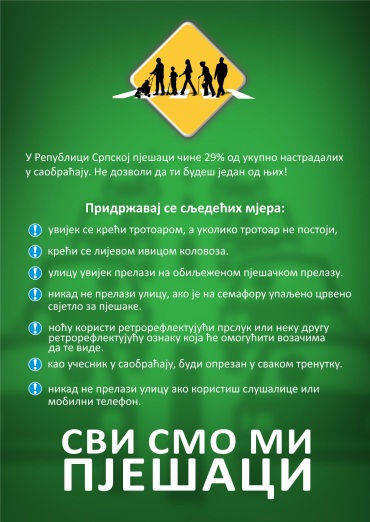 У Републици Српској пјешаци чине 29% од укупно настрадалих
у саобраћају. Не дозволи да ти будеш један од њих!
Придржавај се сљедећих мјера:
увијек се крећи тротоаром, а уколико тротоар не постоји,
крећи се лијевом ивицом коловоза.
улицу увијек прелази на обиљеженом пјешачком прелазу.
никад не прелази улицу, ако је на семафору упаљено црвено
свјетло за пјешаке.
ноћу користи ретрорефлектујући прслук или неку другу
ретрорефлектујућу ознаку која ће омогућити возачима
да те виде.
као учесник у саобраћају, буди опрезан у сваком тренутку.
никад не прелази улицу ако користиш слушалице или
мобилни телефон.
СВИ СМО МИ
ПЈЕШАЦИ